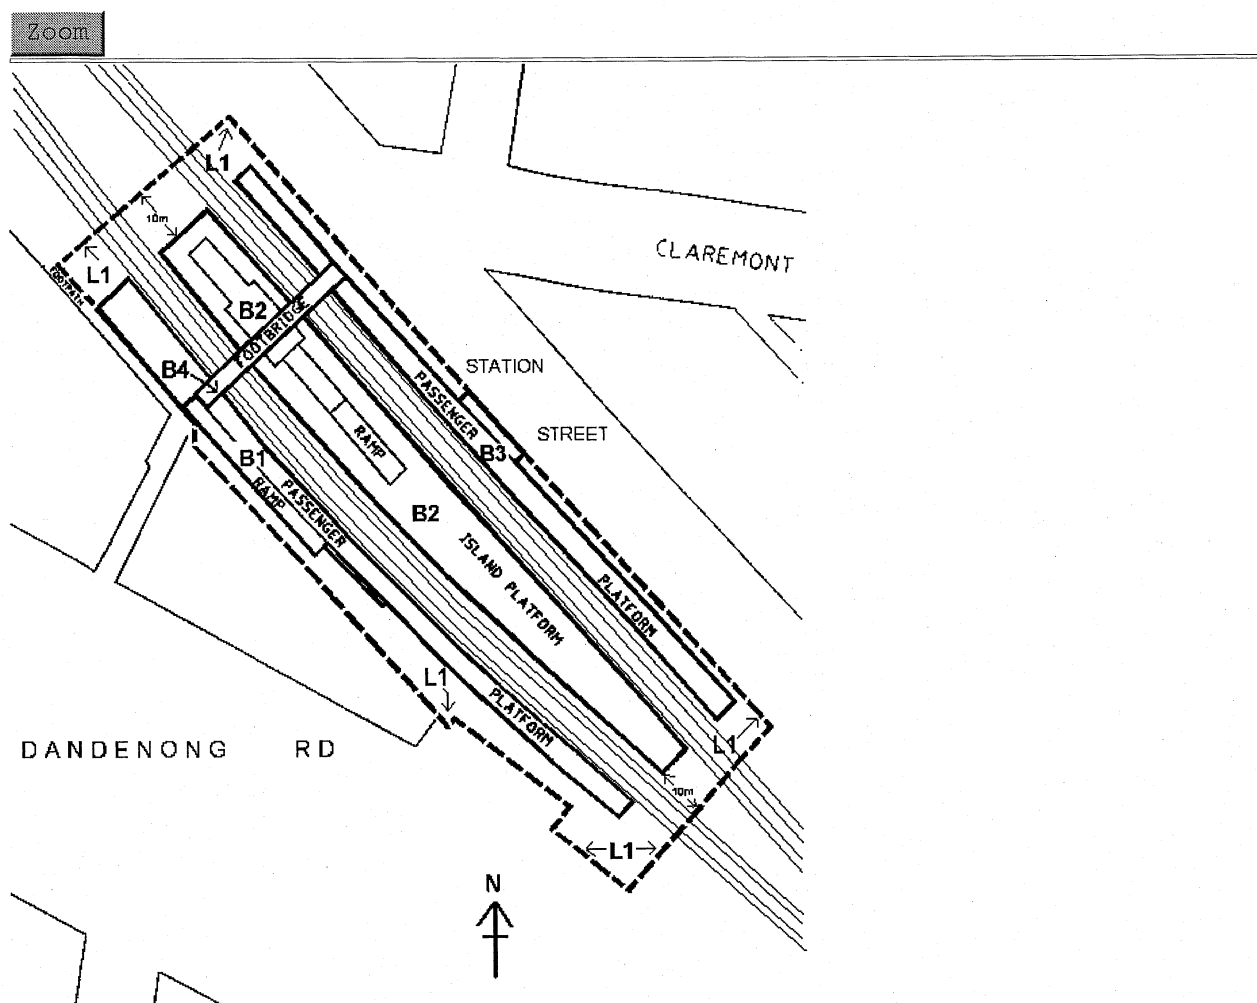 Zoom
L1
10m
CLAREMONT
L1
FOOTPATH
B2
FOOTBRIDGE
B4
STATION
PASSENGER
STREET
RAMP
B3
B1
RAMP
PASSENGER
B2
ISLAND PLATFORM
PLATFORM
L1
PLATFORM
DANDENONG RD
L1
10m
L1
N